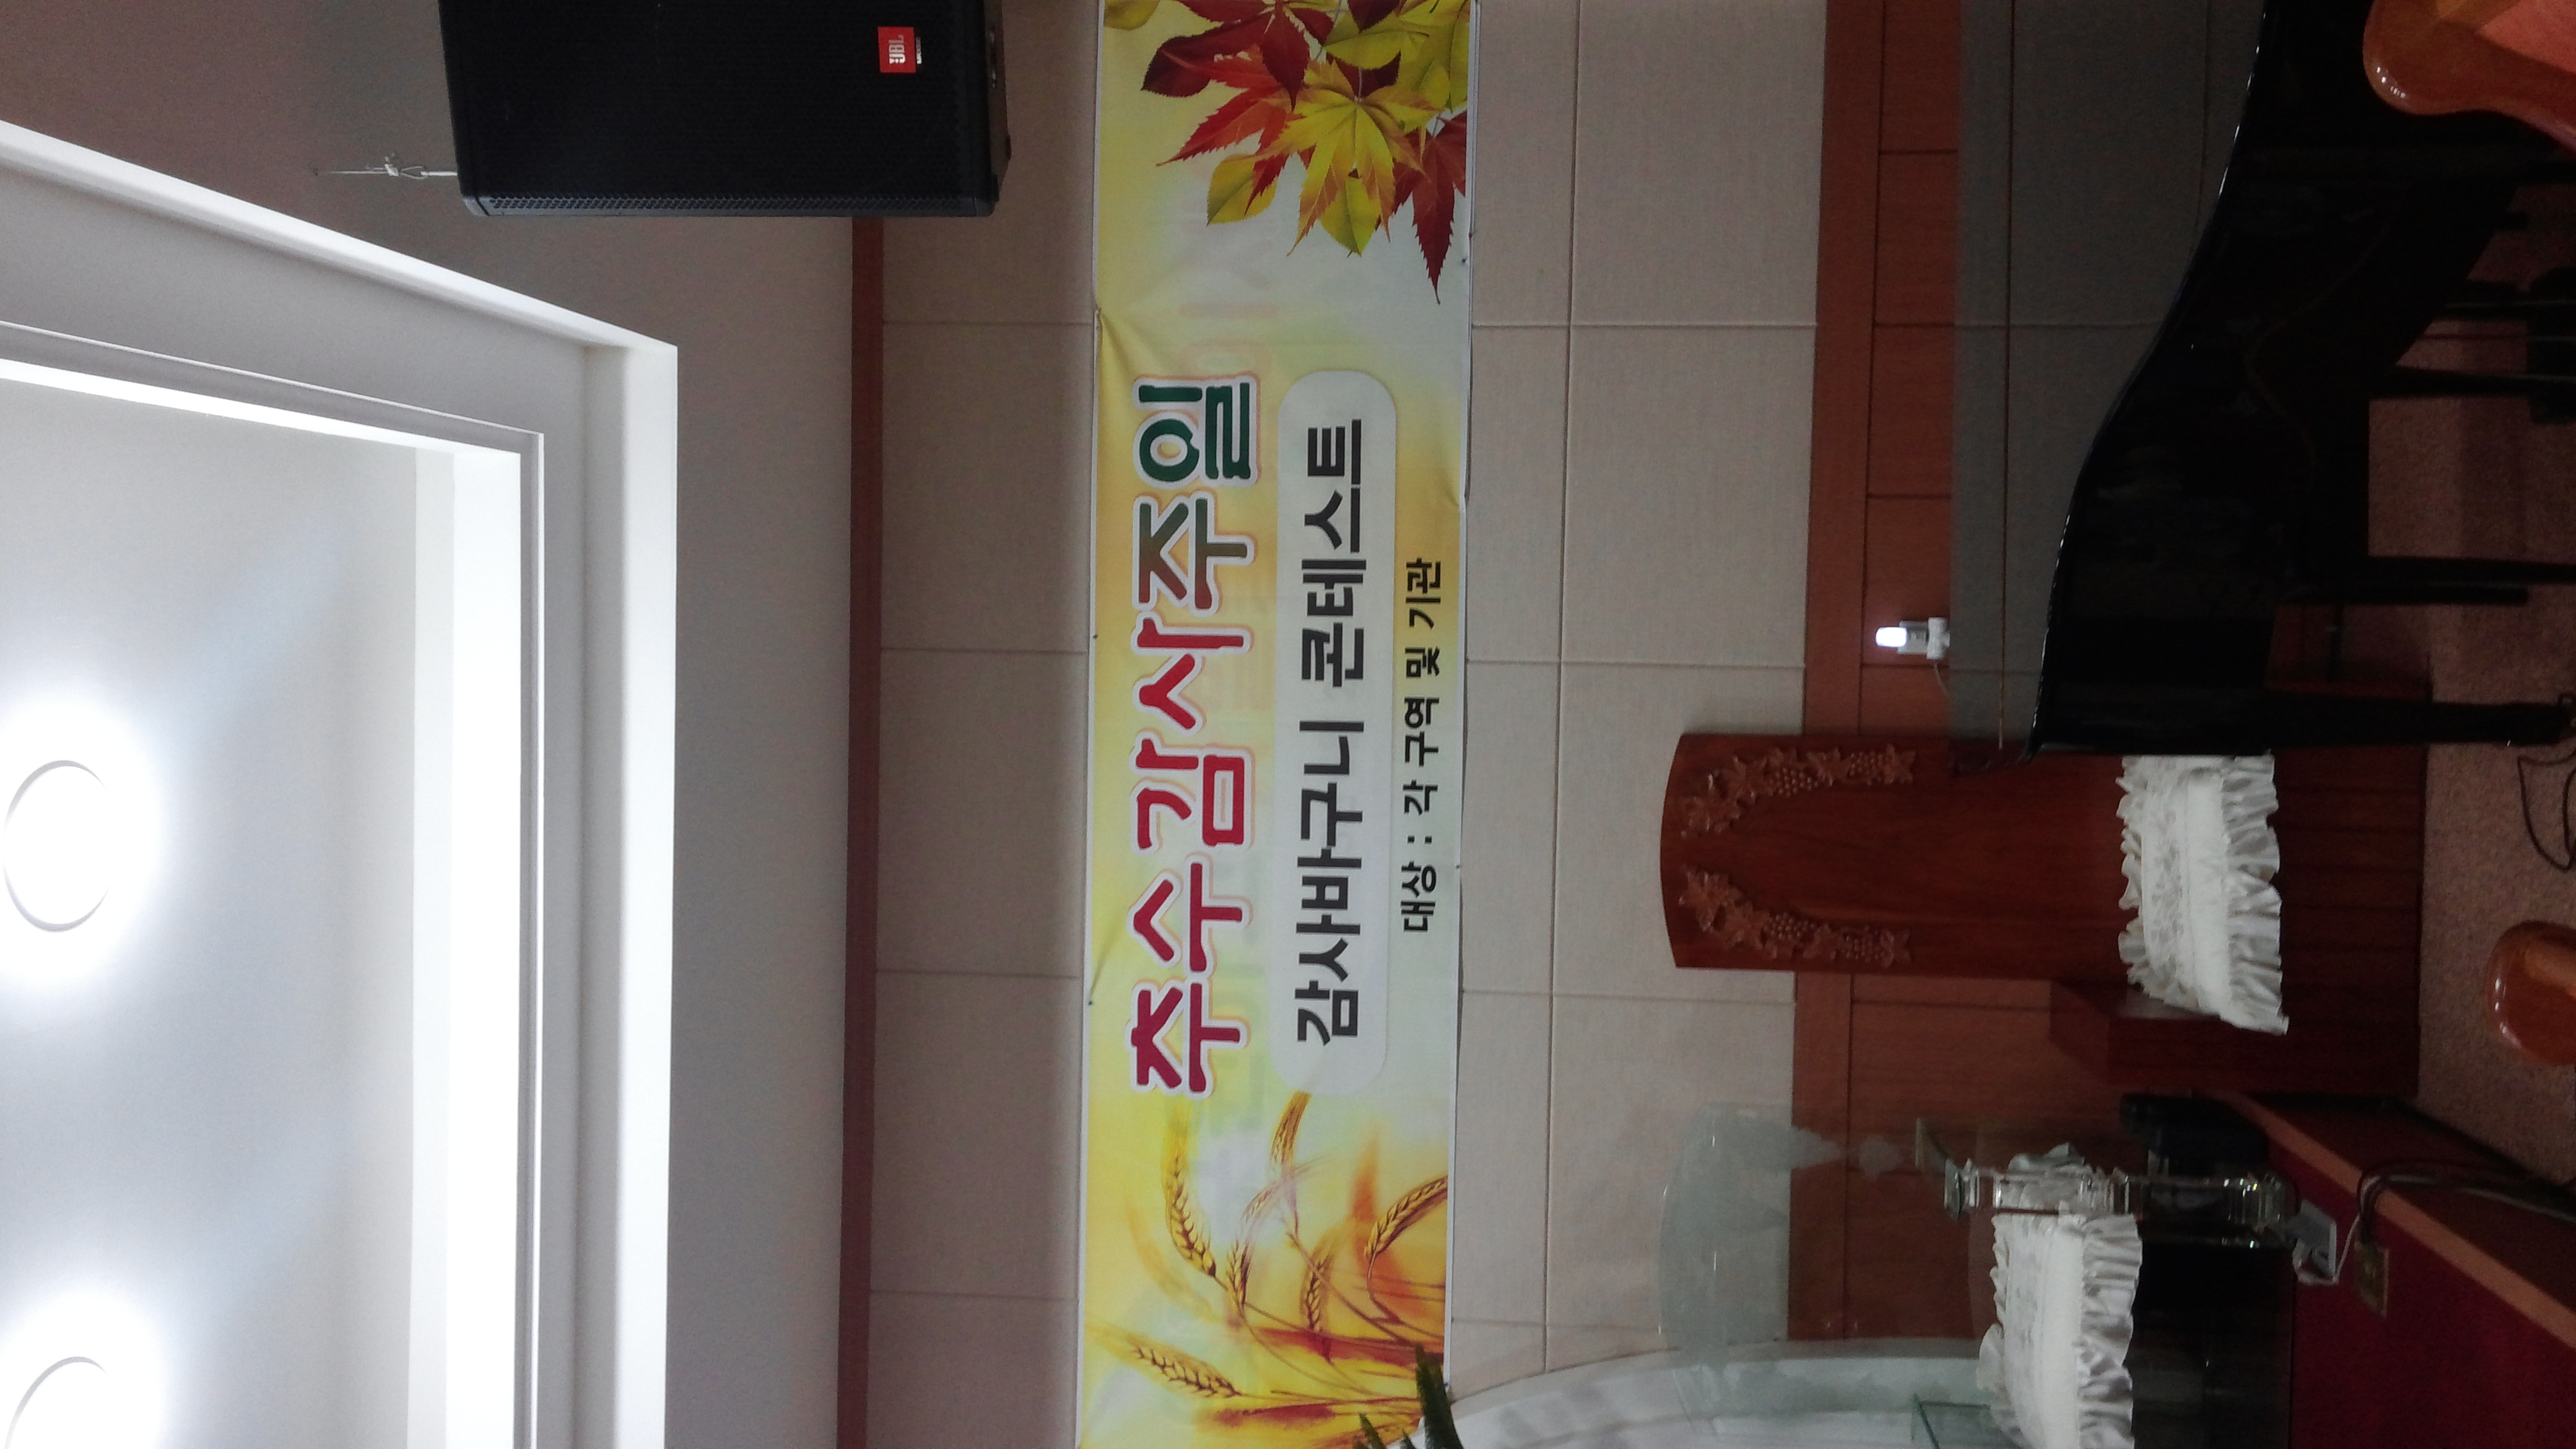 추수감사주일
감사바구니 콘테스트
대상 : 각 구역 및 기관
JBL